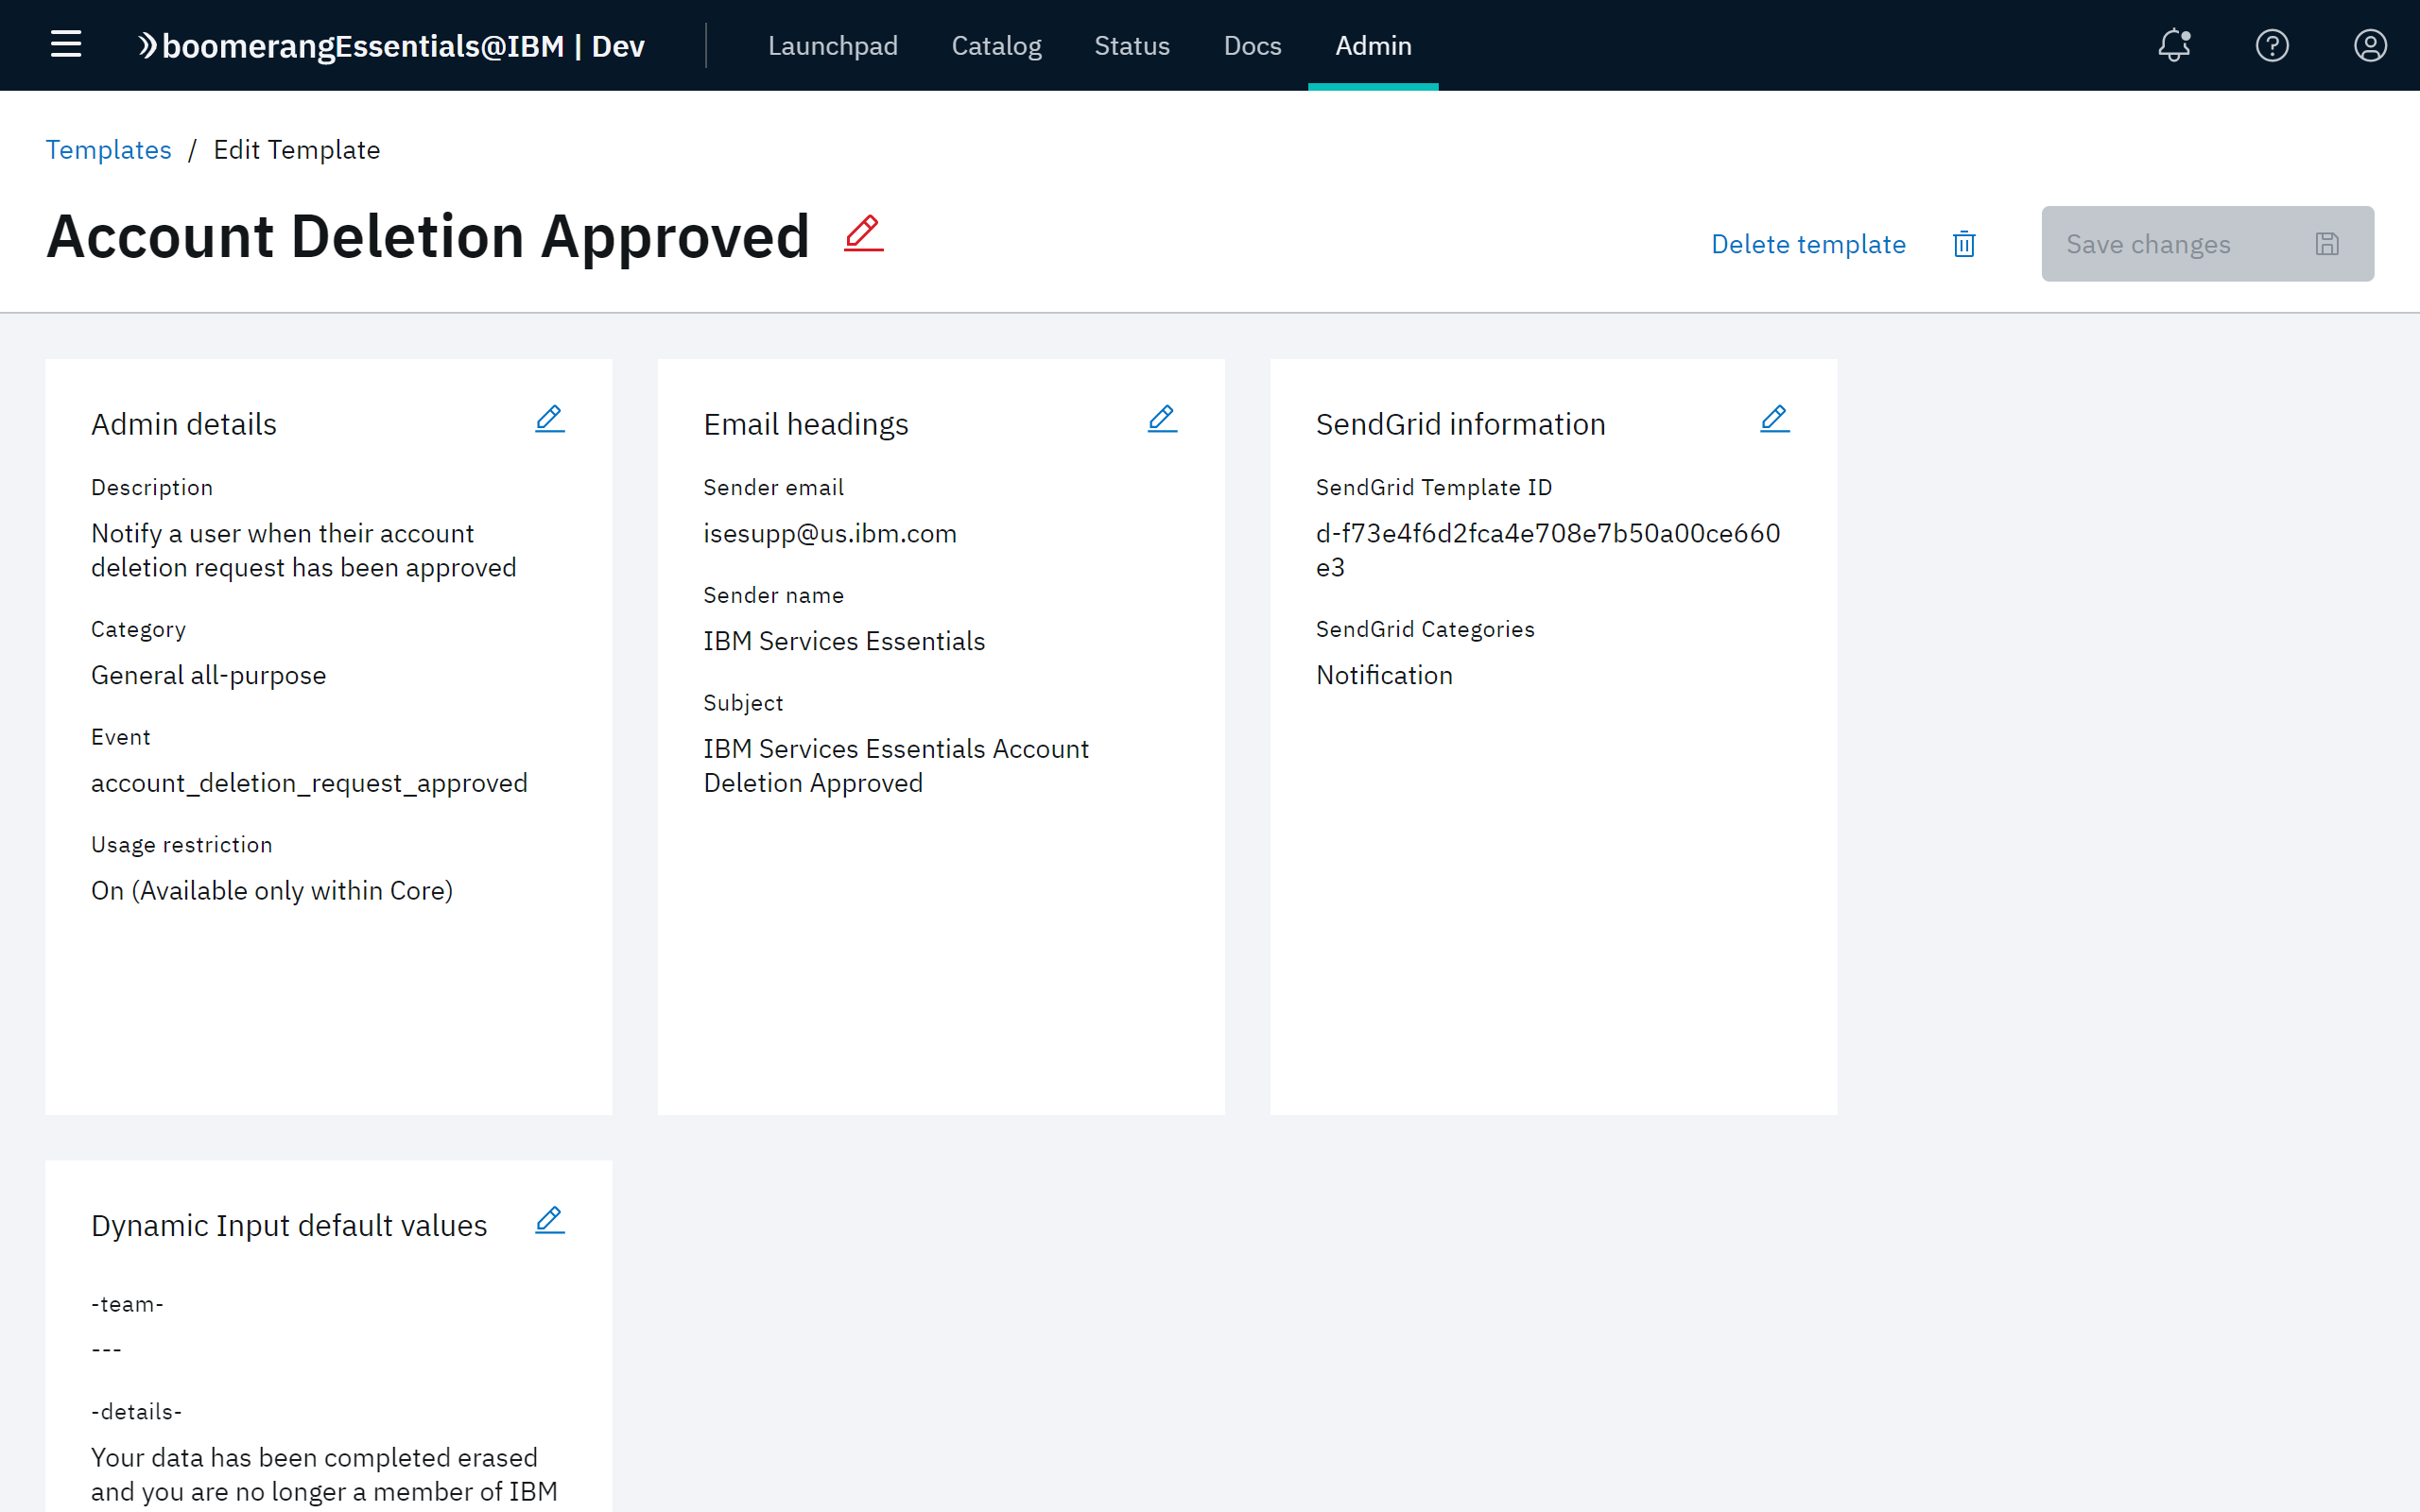 boomerangEssentials@IBM | Dev
Launchpad
Catalog
Status
Docs
Admin
Templates / Edit Template
Account Deletion Approved
Delete template
Save changes
Admin details
Description
Notify a user when their account
deletion request has been approved
Category
General all-purpose
Event
account_deletion_request_approved
Usage restriction
On (Available only within Core)
Email headings
Sender email
isesupp@us.ibm.com
Sender name
IBM Services Essentials
Subject
IBM Services Essentials Account
Deletion Approved
SendGrid information
SendGrid Template ID
d-f73e4f6d2fca4e708e7b50a00ce660
e3
SendGrid Categories
Notification
Dynamic Input default values
-team-
---
-details-
Your data has been completed erased
and you are no longer a member of IBM